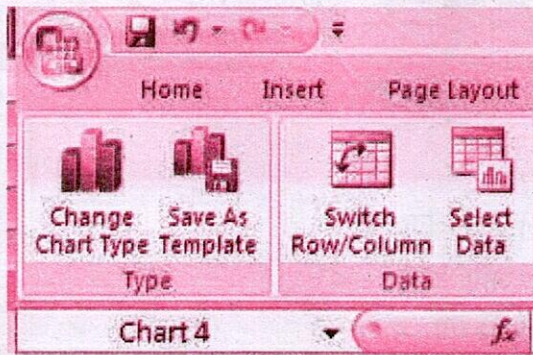 Home Insert Page Layout
Change Chart Type Save As Template Switch Row/Column Select Data
Type Data
Chart 4 fx